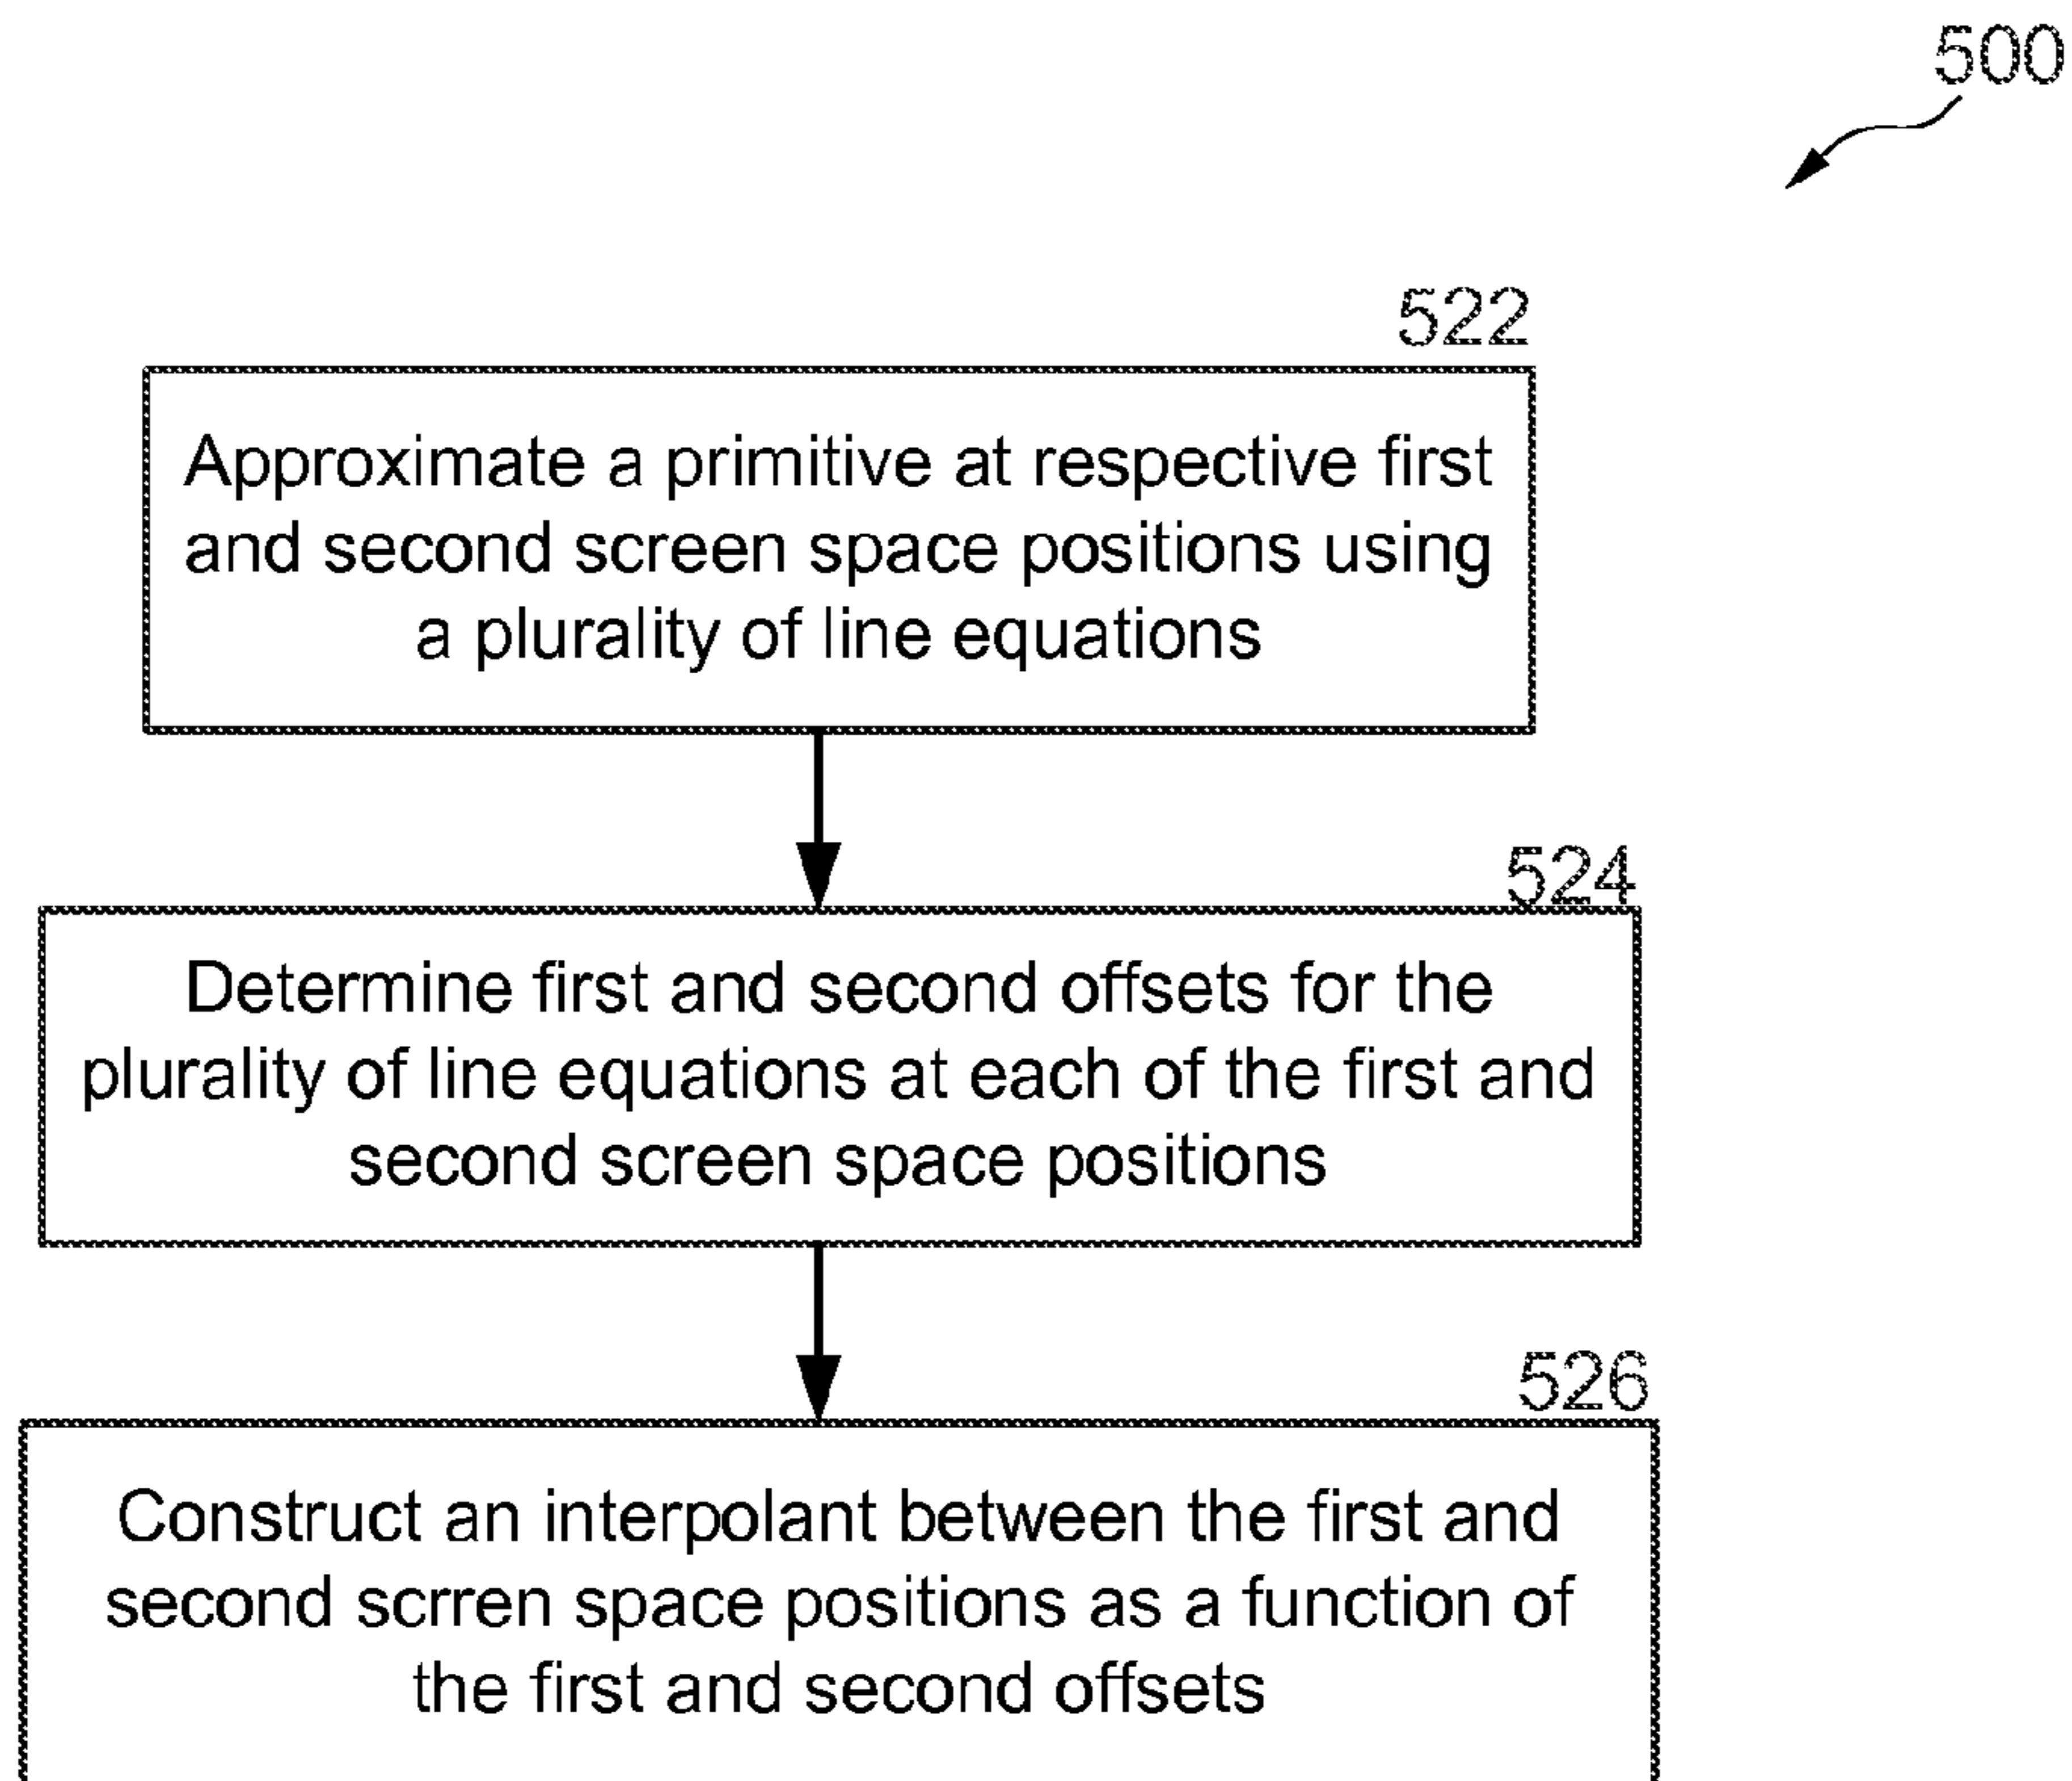 500
522
Approximate a primitive at respective first
and second screen space positions using
a plurality of line equations
524
Determine first and second offsets for the
plurality of line equations at each of the first and
second screen space positions
526
Construct an interpolant between the first and
second scrren space positions as a function of
the first and second offsets